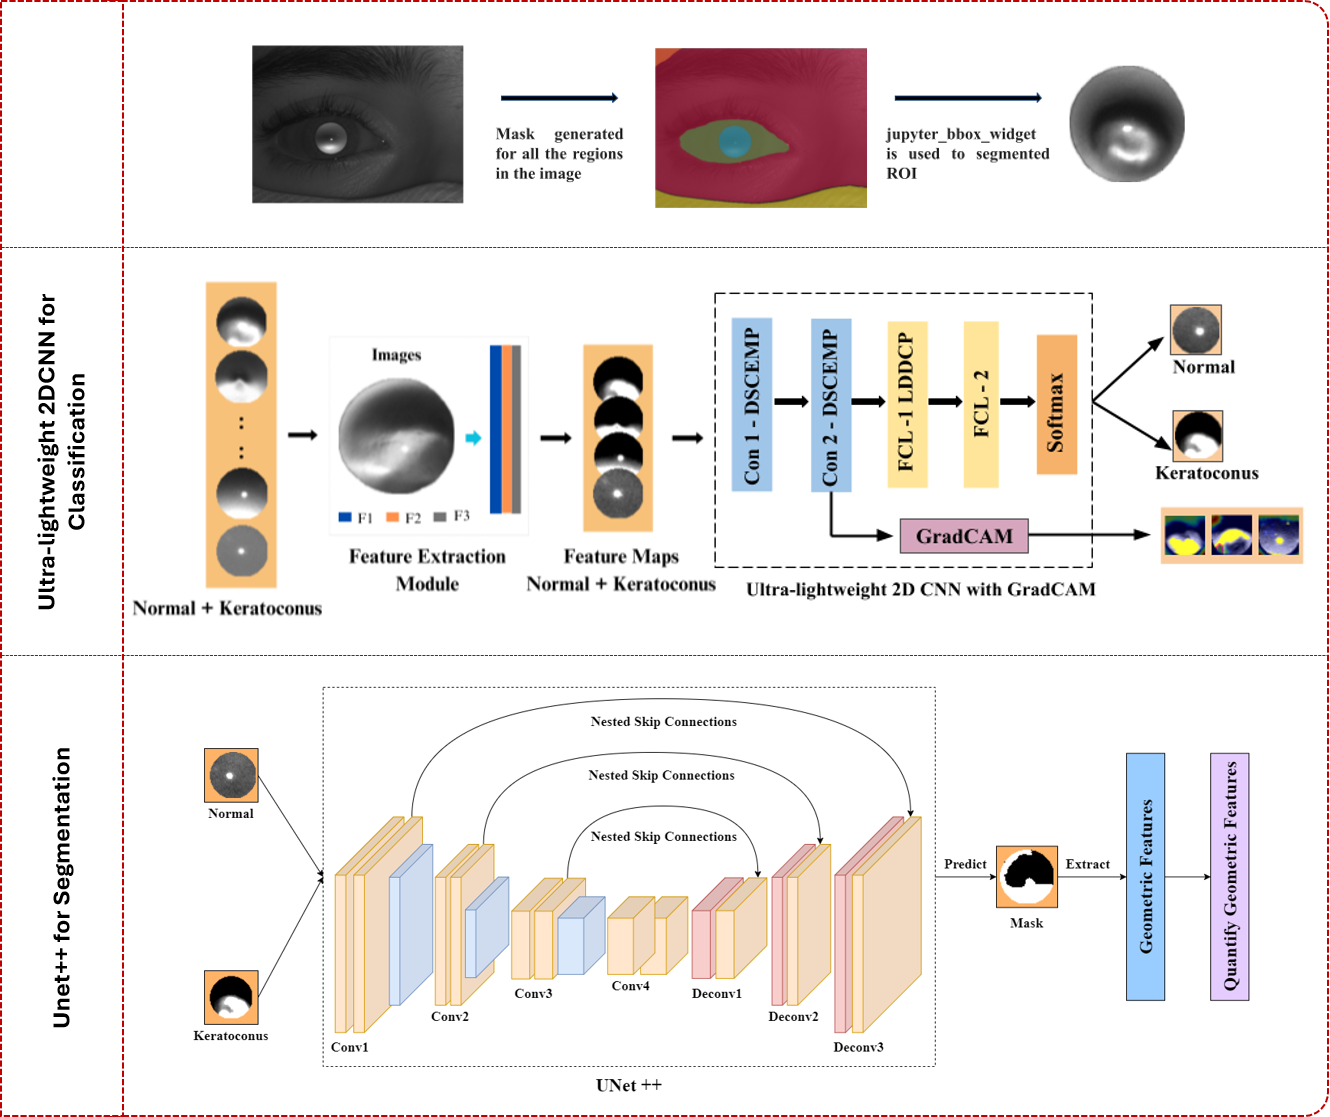 Mask generated
for all the regions
in the image
jupyter_bbox_widget
is used to segmented
ROI
Ultra-lightweight 2DCNN for
Classification
Normal + Keratoconus
Images
F1 F2 F3
Feature Extraction
Module
Feature Maps
Normal + Keratoconus
Con 1 - DSCEMP
Con 2 - DSCEMP
FCL -1 LDDCP
FCL - 2
Softmax
GradCAM
Ultra-lightweight 2D CNN with GradCAM
Normal
Keratoconus
Unet++ for Segmentation
Normal
Keratoconus
Nested Skip Connections
Nested Skip Connections
Nested Skip Connections
Conv1
Conv2
Conv3
Conv4
Deconv1
Deconv2
Deconv3
UNet ++
Predict
Mask
Extract
Geometric Features
Quantify Geometric Features